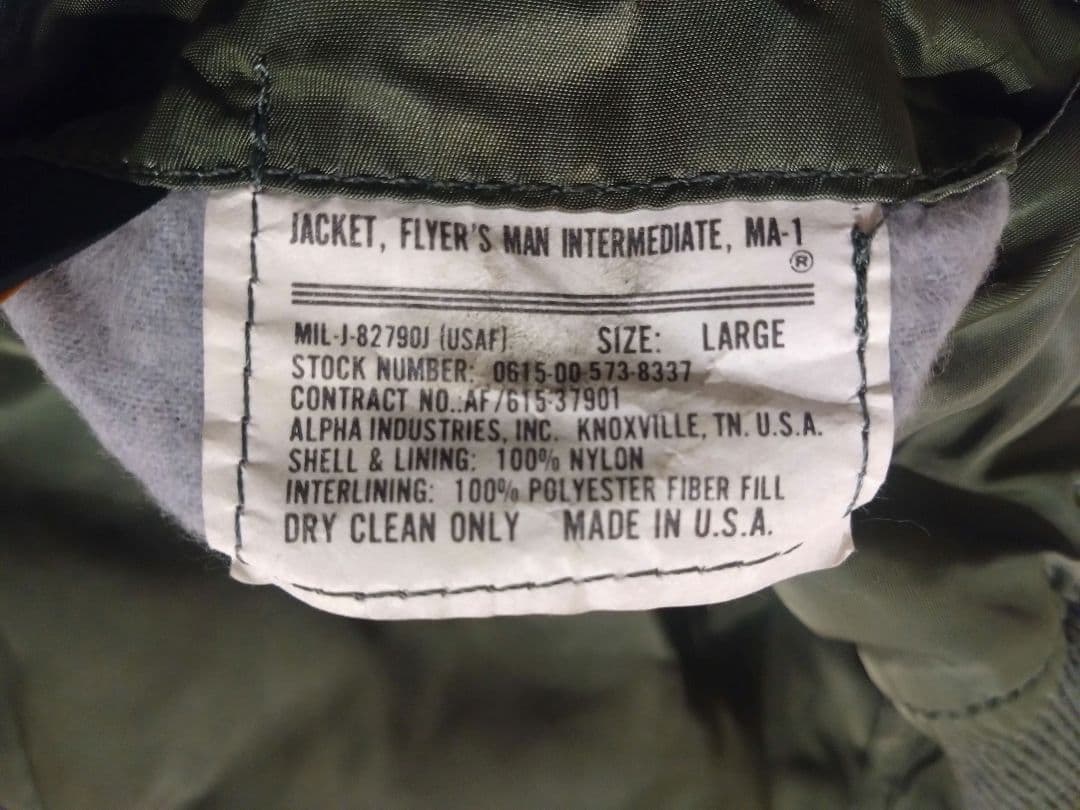 JACKET, FLYER'S MAN INTERMEDIATE, MA-1
®
MIL-J-82790J (USAF) SIZE: LARGE
STOCK NUMBER: 0615-00 573-8337
CONTRACT NO.:AF/615-37901
ALPHA INDUSTRIES, INC. KNOXVILLE, TN. U.S.A.
SHELL & LINING: 100% NYLON
INTERLINING: 100% POLYESTER FIBER FILL
DRY CLEAN ONLY MADE IN U.S.A.